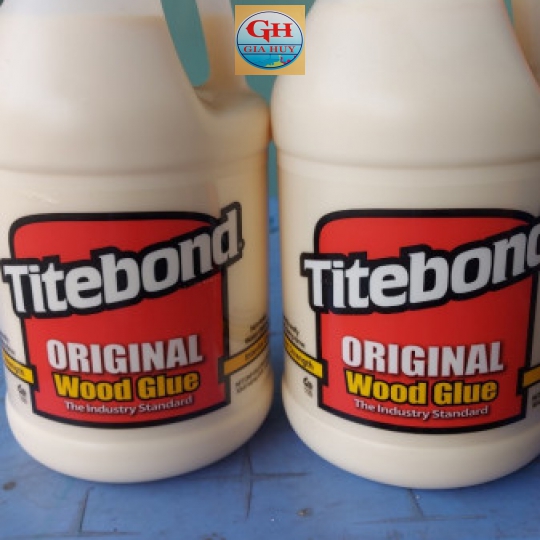 GH
GIA HUY
Titebond
ORIGINAL
Wood Glue
The Industry Standard
Titebond
ORIGINAL
Wood Glue
The Industry Standard